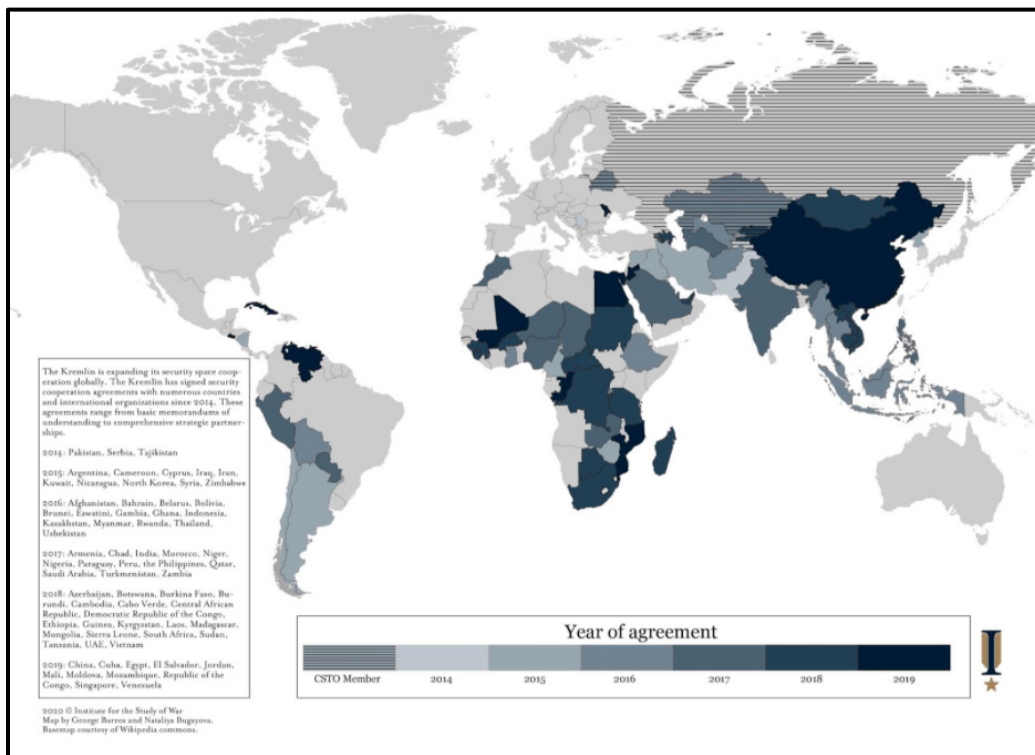 The Kremlin is expanding its security space coop-
eration globally. The Kremlin has signed security
cooperation agreements with numerous countries
and international organizations since 2014. These
agreements range from basic memorandums of
understanding to comprehensive strategic partner-
ships.
2014: Pakistan, Serbia, Tajikistan
2015: Argentina, Cameroon, Cyprus, Iraq, Iran,
Kuwait, Nicaragua, North Korea, Syria, Zimbabwe
2016: Afghanistan, Bahrain, Belarus, Bolivia,
Brunei, Eswatini, Gambia, Ghana, Indonesia,
Kazakhstan, Myanmar, Rwanda, Thailand,
Uzbekistan
2017: Armenia, Chad, India, Morocco, Niger,
Nigeria, Paraguay, Peru, the Philippines, Qatar,
Saudi Arabia, Turkmenistan, Zambia
2018: Azerbaijan, Botswana, Burkina Faso, Bu-
rundi, Cambodia, Cabo Verde, Central African
Republic, Democratic Republic of the Congo,
Ethiopia, Guinea, Kyrgyzstan, Laos, Madagascar,
Mongolia, Sierra Leone, South Africa, Sudan,
Tanzania, UAE, Vietnam
2019: China, Cuba, Egypt, El Salvador, Jordan,
Mali, Moldova, Mozambique, Republic of the
Congo, Singapore, Venezuela
2020 © Institute for the Study of War
Map by George Barros and Nataliya Bugayova.
Basemap courtesy of Wikipedia commons.
Year of agreement
CSTO Member 2014 2015 2016 2017 2018 2019